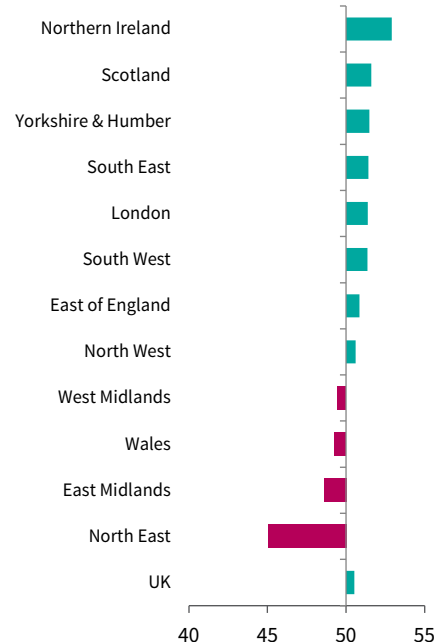 Northern Ireland
Scotland
Yorkshire & Humber
South East
London
South West
East of England
North West
West Midlands
Wales
East Midlands
North East
UK
40 45 50 55